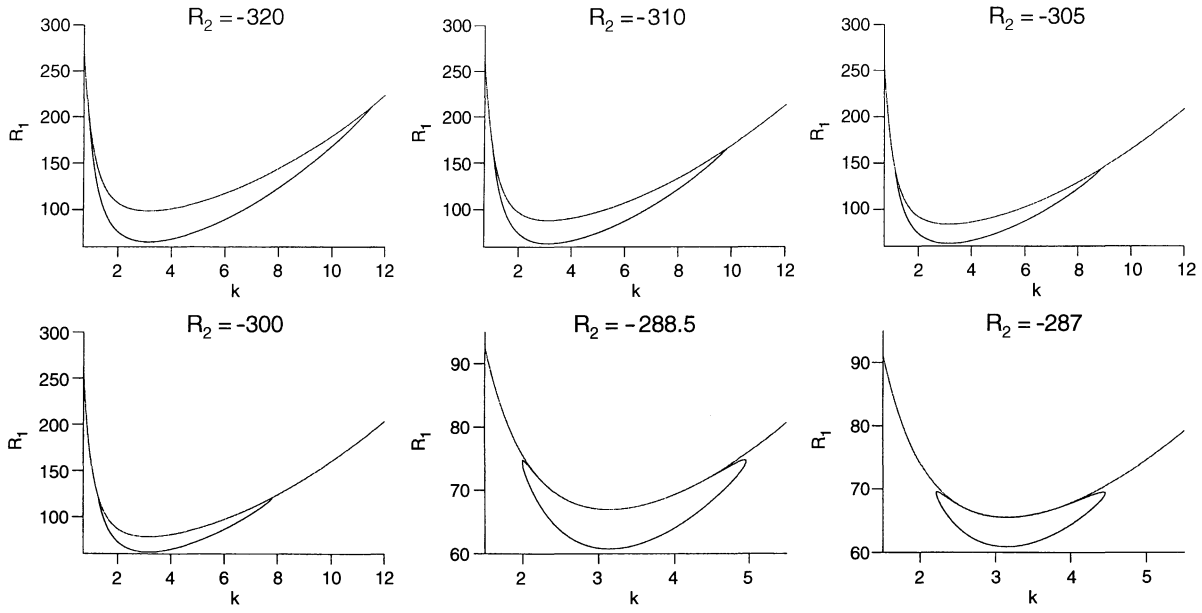 R₂ = -320
300
250
200
150
100
R₁
2 4 6 8 10 12
k
R₂ = -310
300
250
200
150
100
R₁
2 4 6 8 10 12
k
R₂ = -305
300
250
200
150
100
R₁
2 4 6 8 10 12
k
R₂ = -300
300
250
200
150
100
R₁
2 4 6 8 10 12
k
R₂ = -288.5
90
80
70
60
R₁
2 3 4 5
k
R₂ = -287
90
80
70
60
R₁
2 3 4 5
k